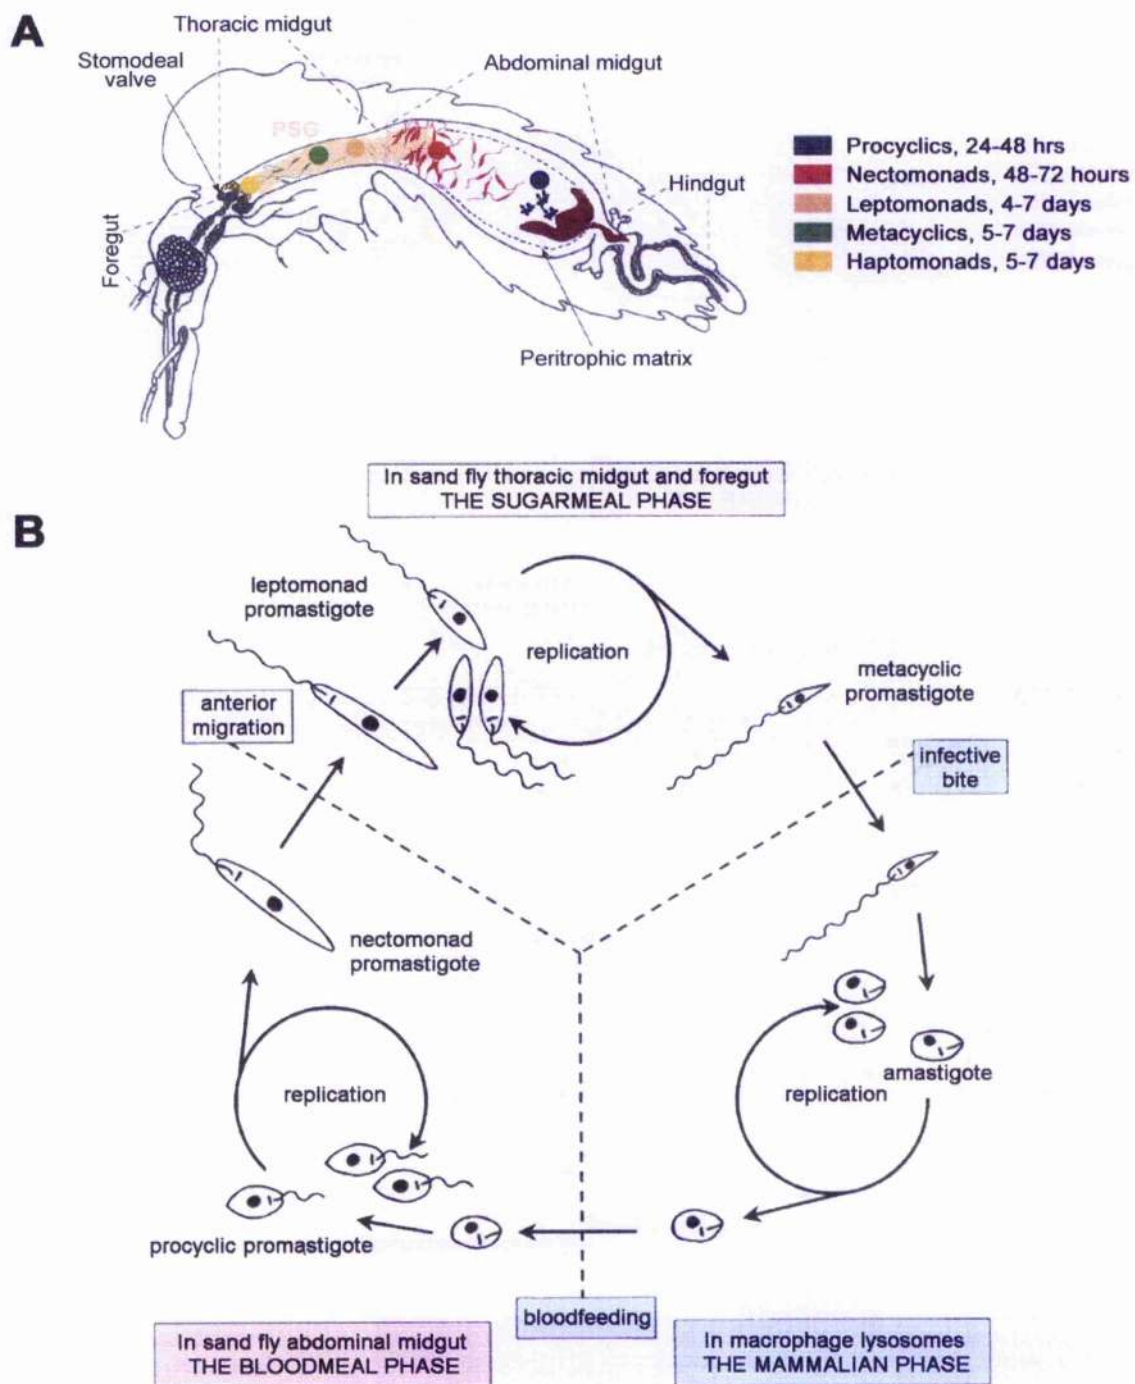 A
Thoracic midgut
Stomodeal
valve
Abdominal midgut
PSG
Hindgut
Foregut
Peritrophic matrix
Procyclics, 24-48 hrs
Nectomonads, 48-72 hours
Leptomonads, 4-7 days
Metacyclics, 5-7 days
Haptomonads, 5-7 days
In sand fly thoracic midgut and foregut
THE SUGARMEAL PHASE
B
leptomonad
promastigote
replication
metacyclic
promastigote
anterior
migration
infective
bite
nectomonad
promastigote
replication
replication
amastigote
procyclic promastigote
bloodfeeding
In sand fly abdominal midgut
THE BLOODMEAL PHASE
In macrophage lysosomes
THE MAMMALIAN PHASE